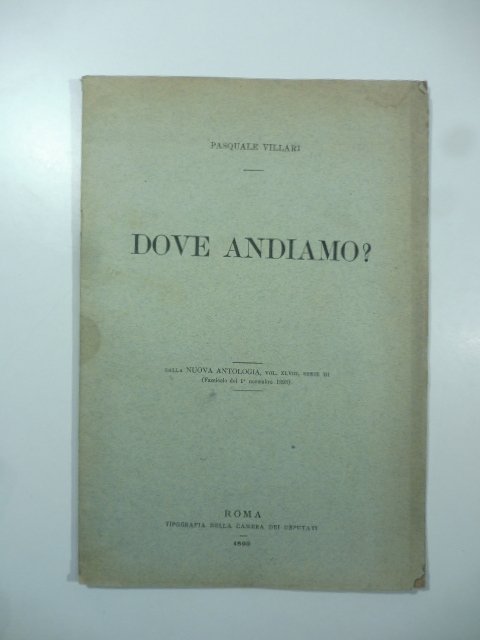 PASQUALE VILLARI
DOVE ANDIAMO?
DALLA NUOVA ANTOLOGIA, VOL. XLVIII, SERIE III
(Fascicolo del 1° novembre 1893)
ROMA
TIPOGRAFIA DELLA CAMERA DEI DEPUTATI
1893